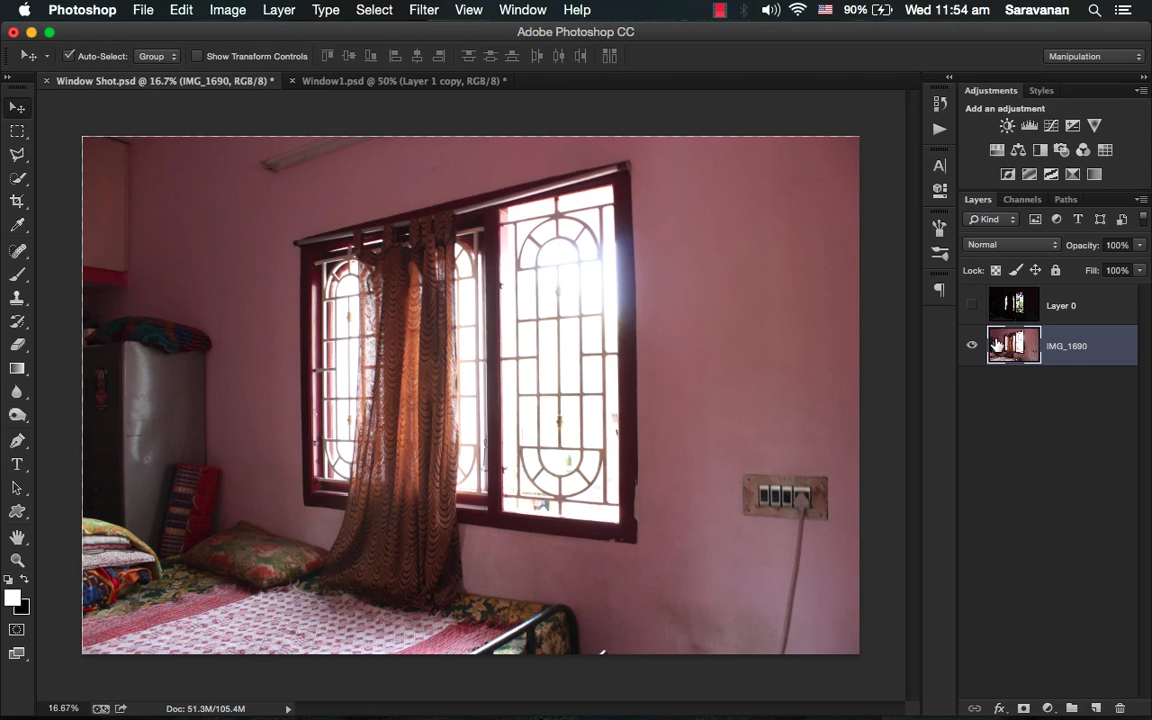 Photoshop File Edit Image Layer Type Select Filter View Window Help 90% Wed 11:54 am Saravanan
Adobe Photoshop CC
Auto-Select: Group Show Transform Controls Manipulation
× Window Shot.psd @ 16.7% (IMG_1690, RGB/8) * × Window1.psd @ 50% (Layer 1 copy, RGB/8) *
Adjustments Styles
Add an adjustment
Layers Channels Paths
Kind
Normal Opacity: 100%
Lock: Fill: 100%
Layer 0
IMG_1690
16.67% Doc: 51.3M/105.4M